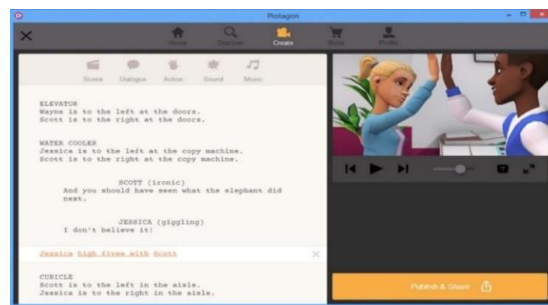 Plotagon
Home
Discover
Create
Store
Profile
Scene
Dialogue
Action
Sound
Music
ELEVATOR
Wayne is to the left at the doors.
Scott is to the right at the doors.
WATER COOLER
Jessica is to the left at the copy machine.
Scott is to the right at the copy machine.
SCOTT (ironic)
And you should have seen what the elephant did
next.
JESSICA (giggling)
I don't believe it!
Jessica high fives with Scott
CUBICLE
Scott is to the left in the aisle.
Jessica is to the right in the aisle.
Publish & Share